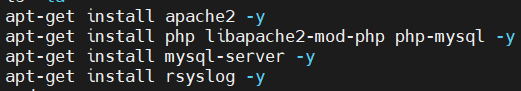 apt-get install apache2 -y
apt-get install php libapache2-mod-php php-mysql -y
apt-get install mysql-server -y
apt-get install rsyslog -y